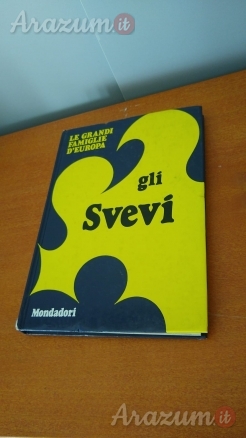 Arazum.it
LE GRANDI
FAMIGLIE
D'EUROPA
gli
Svevi
Mondadori
Arazum.it